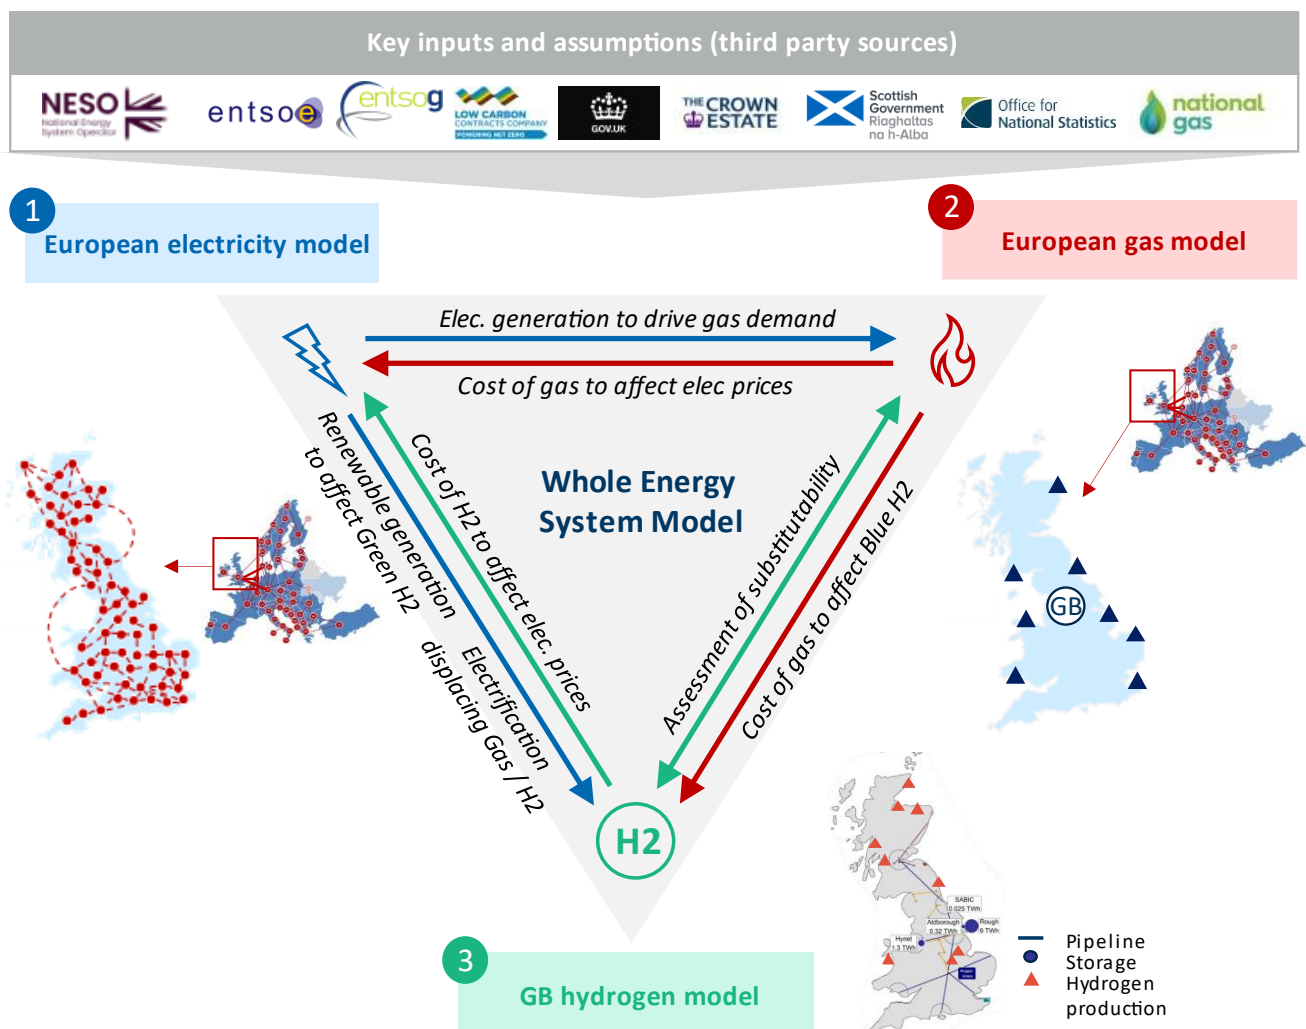 Key inputs and assumptions (third party sources)
NESO
National Energy
System Operator
entsoe
entsog
LOW CARBON
CONTRACTS COMPANY
POWERING NET ZERO
GOV.UK
THE
CROWN
ESTATE
Scottish
Government
Riaghaltas
na h-Alba
Office for
National Statistics
national
gas
1
European electricity model
2
European gas model
Elec. generation to drive gas demand
Cost of gas to affect elec prices
Whole Energy
System Model
Renewable generation
to affect Green H2
Electrification
displacing Gas / H2
Cost of H2 to affect elec. prices
Assessment of substitutability
Cost of gas to affect Blue H2
GB
H2
SABIC
0.025 TWh
Aldborough
0.32 TWh
Rough
9 TWh
Hynet
1.3 TWh
Project
Union
Pipeline
Storage
Hydrogen
production
3
GB hydrogen model